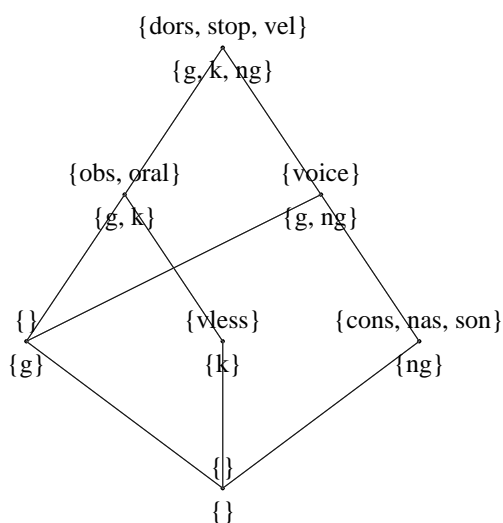 {dors, stop, vel}
{g, k, ng}
{obs, oral} {voice}
{g, k} {g, ng}
{} {vless} {cons, nas, son}
{g} {k} {ng}
{}
{}